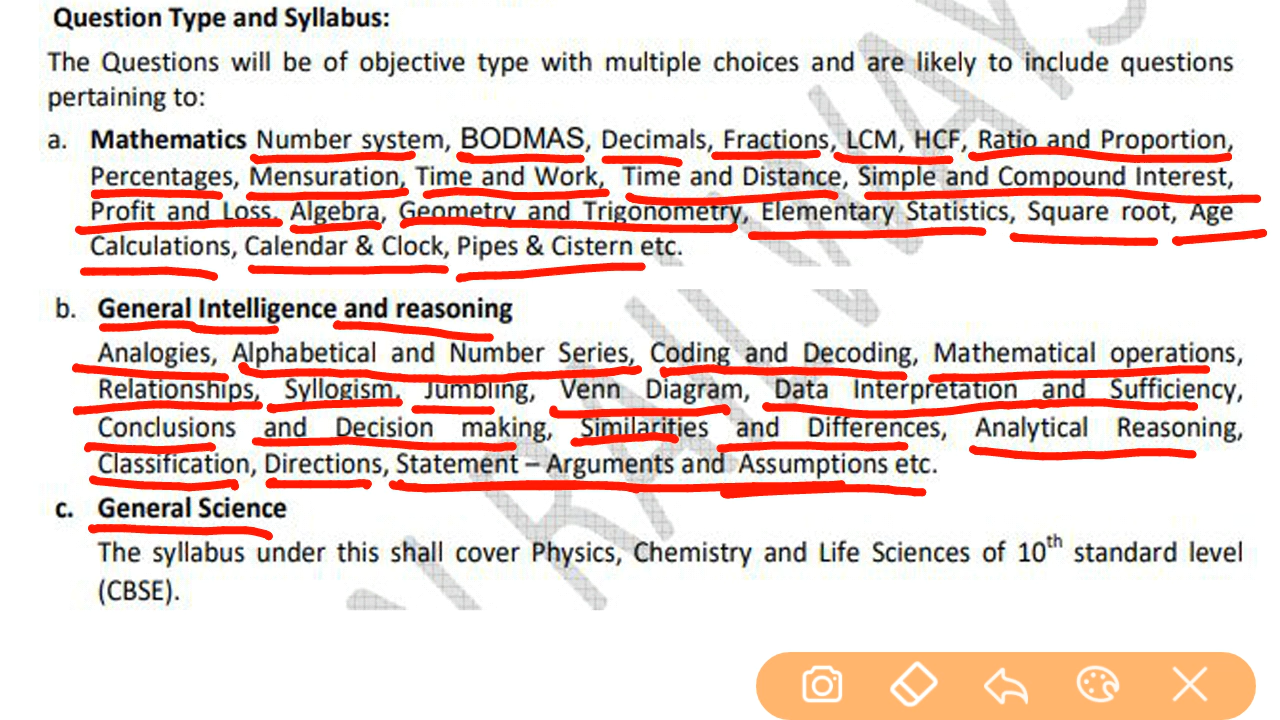 Question Type and Syllabus:
The Questions will be of objective type with multiple choices and are likely to include questions
pertaining to:
a. Mathematics Number system, BODMAS, Decimals, Fractions, LCM, HCF, Ratio and Proportion,
Percentages, Mensuration, Time and Work, Time and Distance, Simple and Compound Interest,
Profit and Loss, Algebra, Geometry and Trigonometry, Elementary Statistics, Square root, Age
Calculations, Calendar & Clock, Pipes & Cistern etc.
b. General Intelligence and reasoning
Analogies, Alphabetical and Number Series, Coding and Decoding, Mathematical operations,
Relationships, Syllogism, Jumbling, Venn Diagram, Data Interpretation and Sufficiency,
Conclusions and Decision making, Similarities and Differences, Analytical Reasoning,
Classification, Directions, Statement – Arguments and Assumptions etc.
c. General Science
The syllabus under this shall cover Physics, Chemistry and Life Sciences of 10th standard level
(CBSE).
RAILWAYS